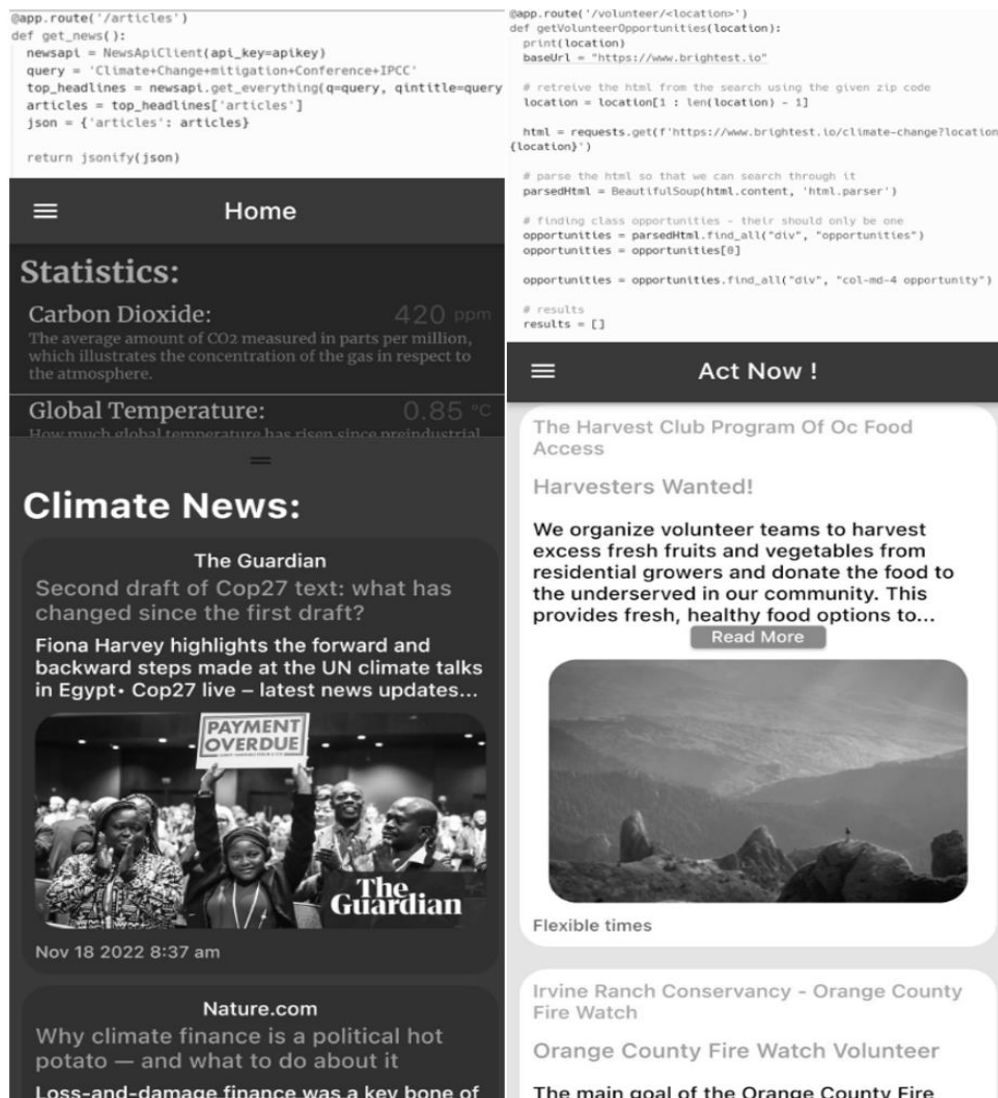 @app.route('/articles')
def get_news():
newsapi = NewsApiClient(api_key=apikey)
query = 'Climate+Change+mitigation+Conference+IPCC'
top_headlines = newsapi.get_everything(q=query, qintitle=query
articles = top_headlines['articles']
json = {'articles': articles}
return jsonify(json)
Home
Statistics:
Carbon Dioxide: 420 ppm
The average amount of CO2 measured in parts per million,
which illustrates the concentration of the gas in respect to
the atmosphere.
Global Temperature: 0.85 °C
How much global temperature has risen since preindustrial
Climate News:
The Guardian
Second draft of Cop27 text: what has
changed since the first draft?
Fiona Harvey highlights the forward and
backward steps made at the UN climate talks
in Egypt• Cop27 live – latest news updates...
PAYMENT
OVERDUE
The
Guardian
Nov 18 2022 8:37 am
Nature.com
Why climate finance is a political hot
potato — and what to do about it
Loss-and-damage finance was a key bone of
@app.route('/volunteer/<location>')
def getVolunteerOpportunities(location):
print(location)
baseUrl = "https://www.brightest.io"
# retreive the html from the search using the given zip code
location = location[1 : len(location) - 1]
html = requests.get(f'https://www.brightest.io/climate-change?location
{location}')
# parse the html so that we can search through it
parsedHtml = BeautifulSoup(html.content, 'html.parser')
# finding class opportunities - their should only be one
opportunities = parsedHtml.find_all("div", "opportunities")
opportunities = opportunities[0]
opportunities = opportunities.find_all("div", "col-md-4 opportunity")
# results
results = []
Act Now !
The Harvest Club Program Of Oc Food
Access
Harvesters Wanted!
We organize volunteer teams to harvest
excess fresh fruits and vegetables from
residential growers and donate the food to
the underserved in our community. This
provides fresh, healthy food options to...
Read More
Flexible times
Irvine Ranch Conservancy - Orange County
Fire Watch
Orange County Fire Watch Volunteer
The main goal of the Orange County Fire